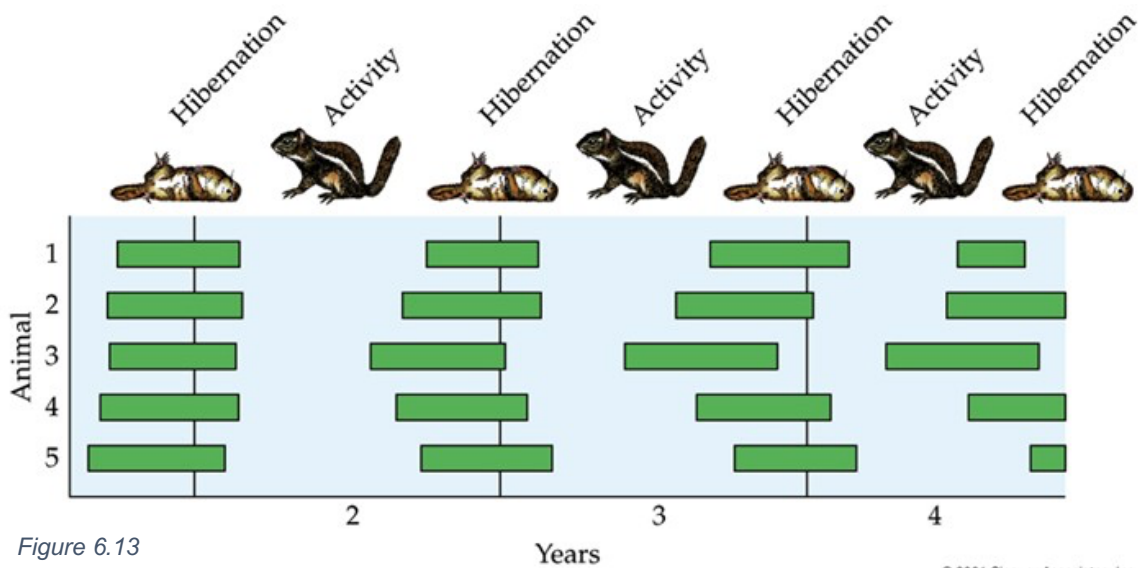 Hibernation
Activity
Hibernation
Activity
Hibernation
Activity
Hibernation
1
2
3
4
5
Animal
2 3 4
Years
Figure 6.13